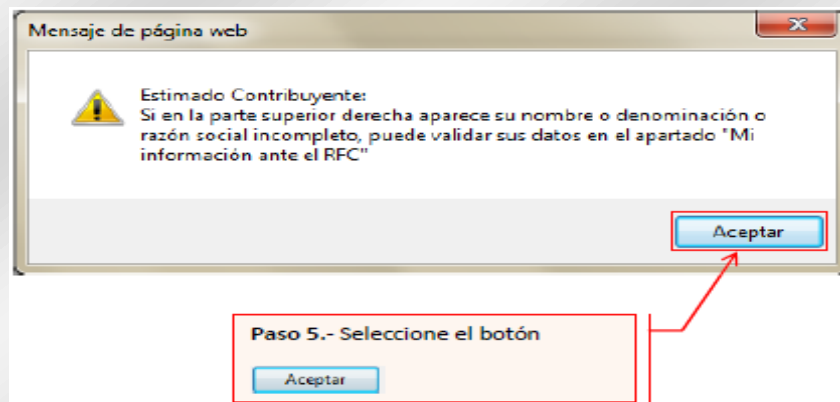 Mensaje de página web
Estimado Contribuyente:
Si en la parte superior derecha aparece su nombre o denominación o
razón social incompleto, puede validar sus datos en el apartado "Mi
información ante el RFC"
Aceptar
Paso 5.- Seleccione el botón
Aceptar